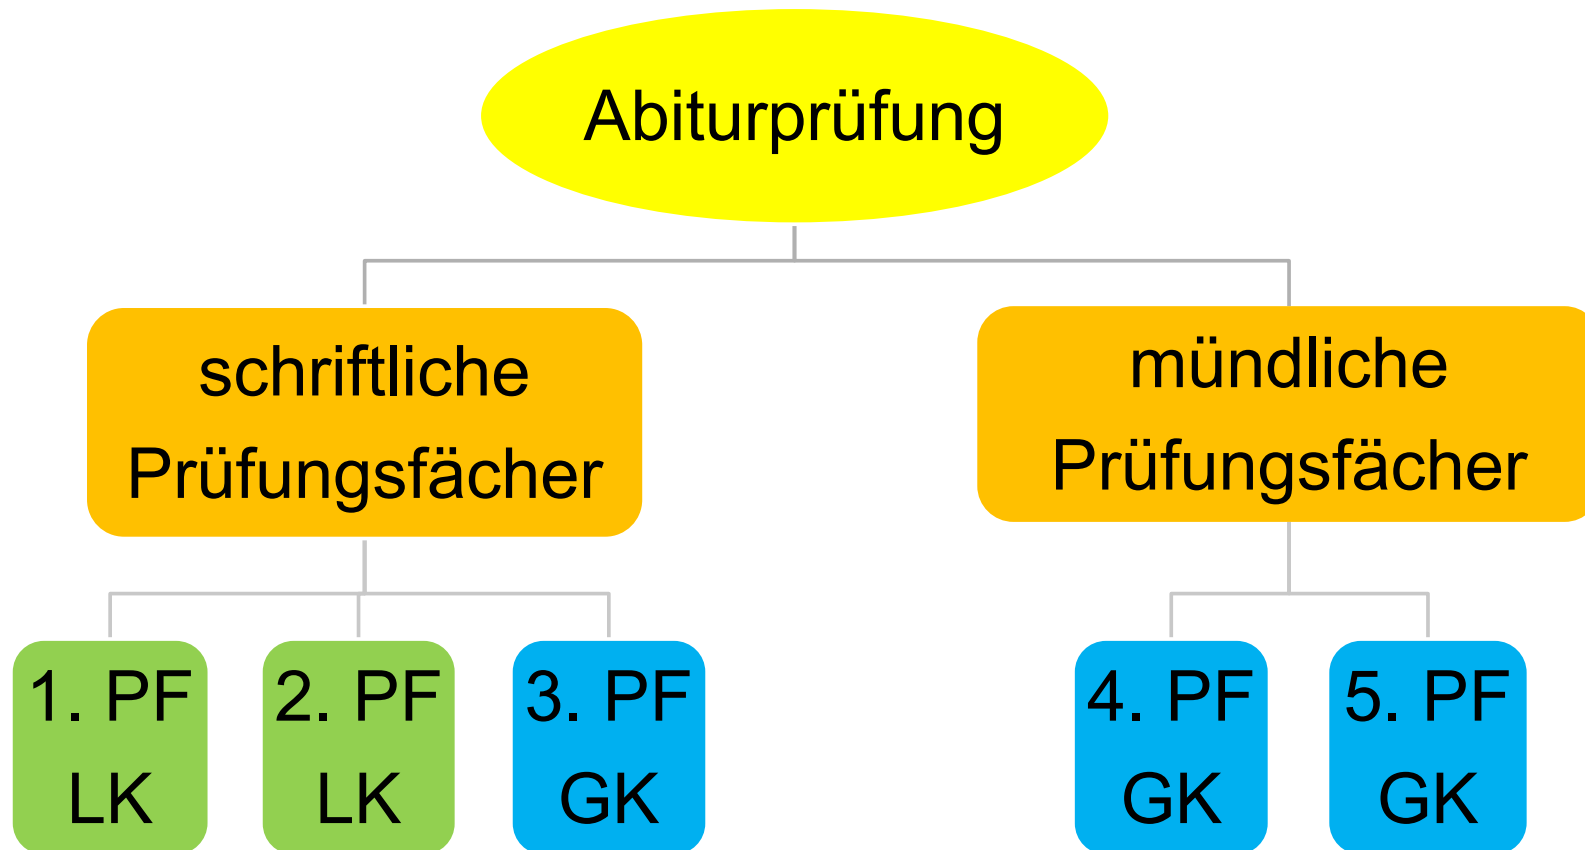 Abiturprüfung
schriftliche
Prüfungsfächer
mündliche
Prüfungsfächer
1. PF
LK
2. PF
LK
3. PF
GK
4. PF
GK
5. PF
GK